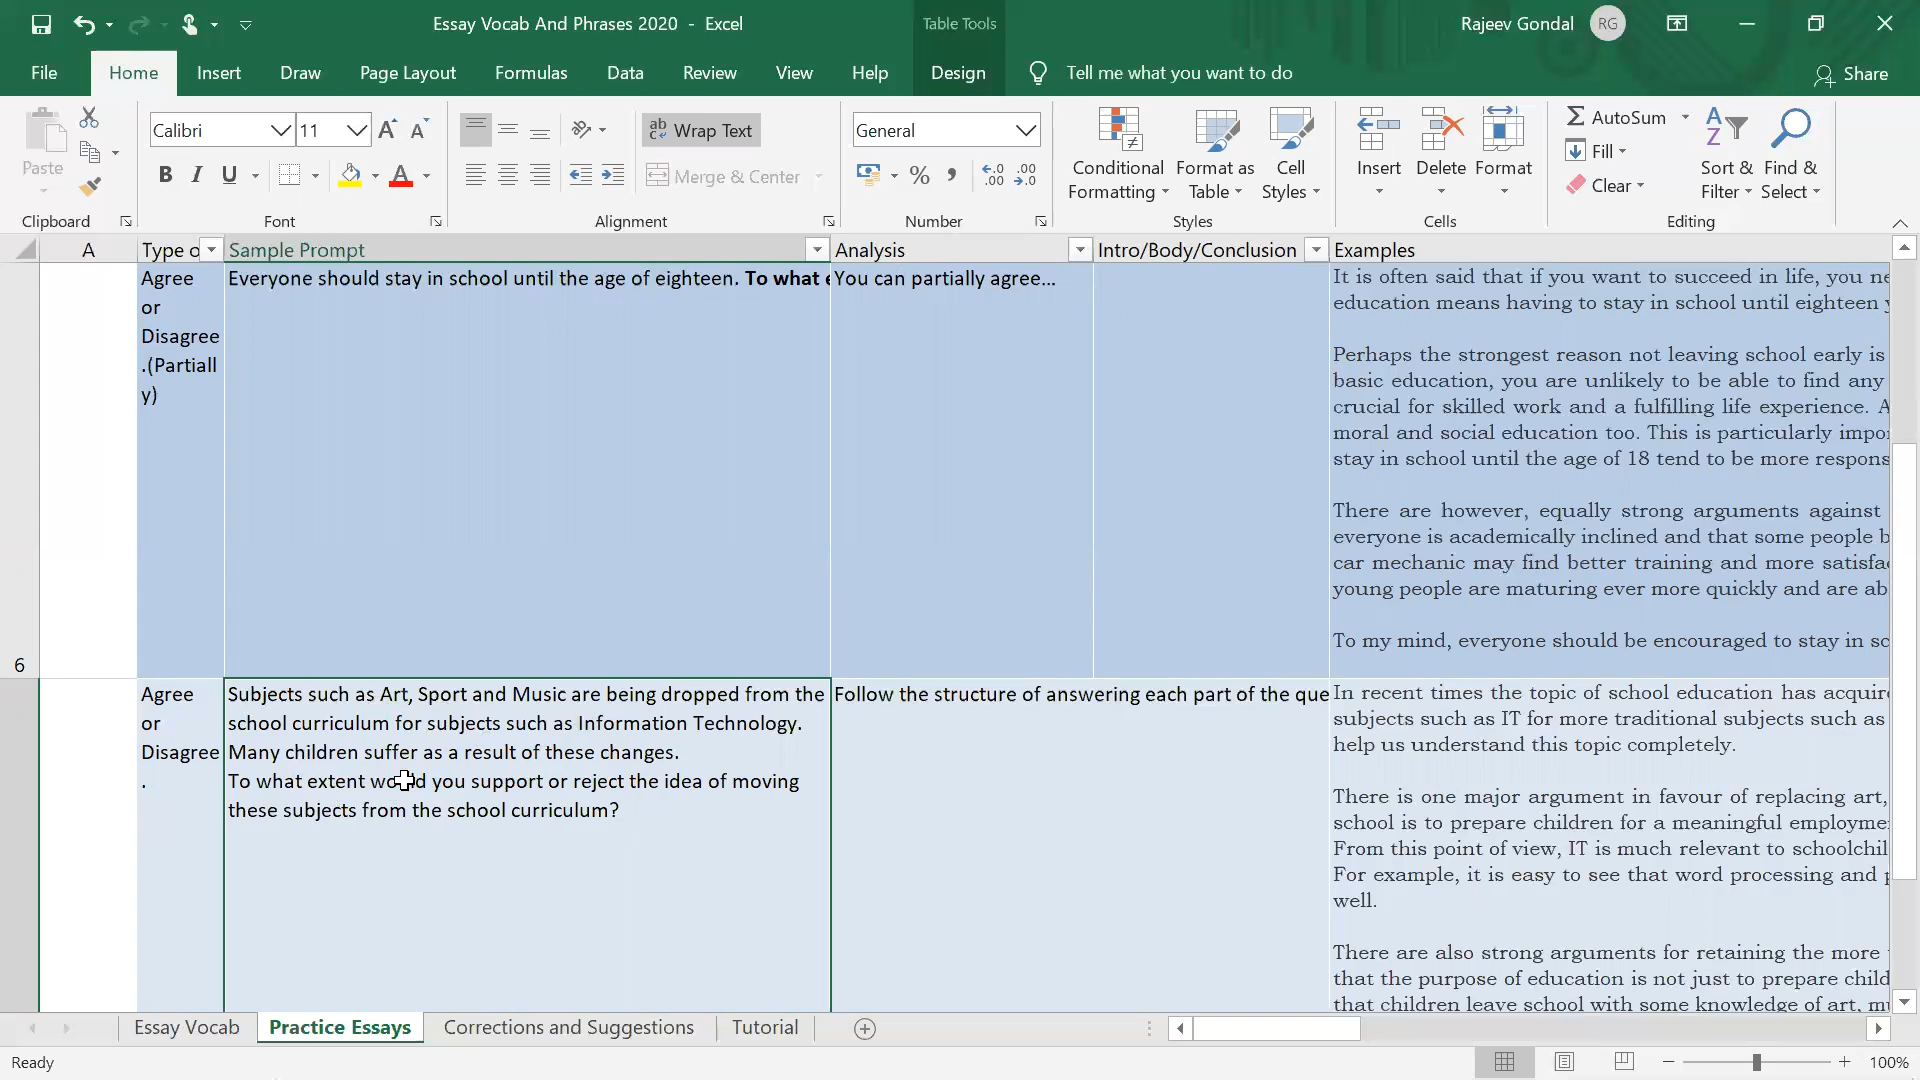 Essay Vocab And Phrases 2020 - Excel
Table Tools
Rajeev Gondal
RG
File
Home
Insert
Draw
Page Layout
Formulas
Data
Review
View
Help
Design
Tell me what you want to do
Share
Paste
Clipboard
Calibri
11
B I U
Font
Wrap Text
Merge & Center
Alignment
General
Number
Conditional
Formatting
Format as
Table
Cell
Styles
Styles
Insert
Delete
Format
Cells
AutoSum
Fill
Clear
Sort &
Filter
Find &
Select
Editing
A
Type o
Sample Prompt
Analysis
Intro/Body/Conclusion
Examples
6
Agree
or
Disagree
.(Partiall
y)
Everyone should stay in school until the age of eighteen. To what e
You can partially agree...
It is often said that if you want to succeed in life, you ne
education means having to stay in school until eighteen y
Perhaps the strongest reason not leaving school early is
basic education, you are unlikely to be able to find any
crucial for skilled work and a fulfilling life experience. A
moral and social education too. This is particularly impo
stay in school until the age of 18 tend to be more respons
There are however, equally strong arguments against
everyone is academically inclined and that some people b
car mechanic may find better training and more satisfa
young people are maturing ever more quickly and are ab
To my mind, everyone should be encouraged to stay in sc
Agree
or
Disagree
.
Subjects such as Art, Sport and Music are being dropped from the
school curriculum for subjects such as Information Technology.
Many children suffer as a result of these changes.
To what extent would you support or reject the idea of moving
these subjects from the school curriculum?
Follow the structure of answering each part of the que
In recent times the topic of school education has acquire
subjects such as IT for more traditional subjects such as
help us understand this topic completely.
There is one major argument in favour of replacing art,
school is to prepare children for a meaningful employme
From this point of view, IT is much relevant to schoolchil
For example, it is easy to see that word processing and p
well.
There are also strong arguments for retaining the more
that the purpose of education is not just to prepare child
that children leave school with some knowledge of art, mu
Essay Vocab
Practice Essays
Corrections and Suggestions
Tutorial
Ready
100%